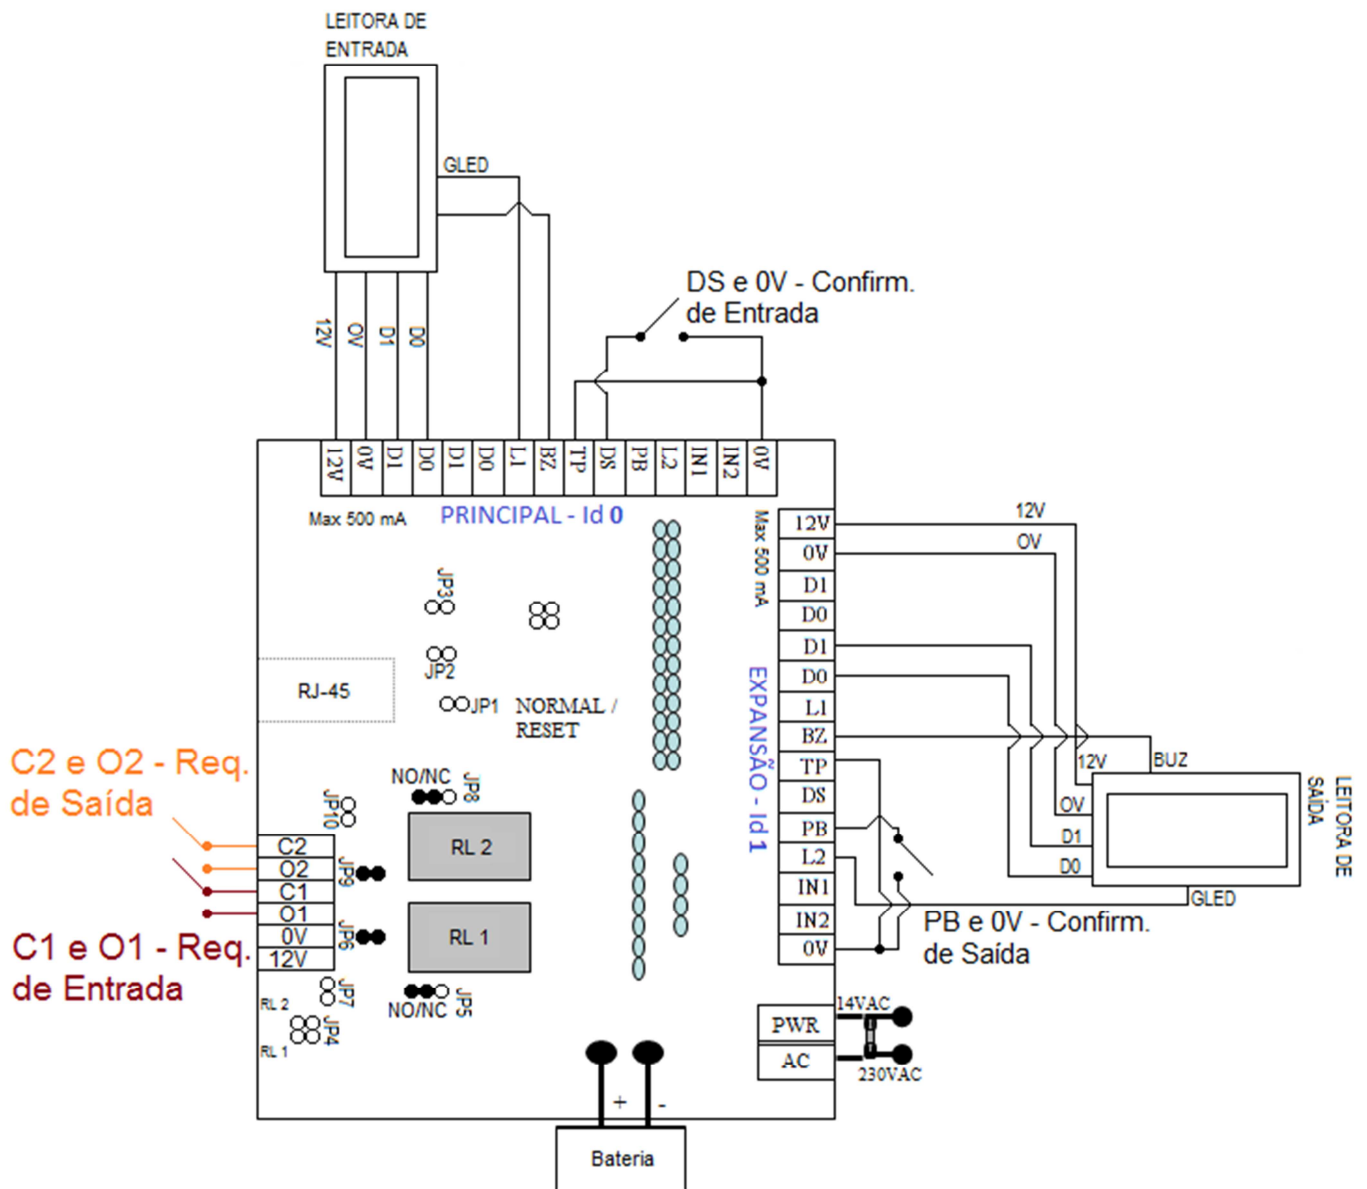 LEITORA DE
ENTRADA
GLED
12V
OV
D1
D0
DS e 0V - Confirm.
de Entrada
12V
0V
D1
D0
D1
D0
L1
BZ
TP
DS
PB
L2
IN1
IN2
0V
Max 500 mA
PRINCIPAL - Id 0
Max 500 mA
12V
0V
D1
D0
D1
D0
L1
BZ
TP
DS
PB
L2
IN1
IN2
0V
EXPANSÃO - Id 1
12V
OV
JP3
JP2
JP1
NORMAL /
RESET
RJ-45
C2 e O2 - Req.
de Saída
C1 e O1 - Req.
de Entrada
NO/NC
JP8
JP10
RL 2
C2
O2
C1
O1
0V
12V
JP9
JP6
RL 1
JP7
JP4
RL 2
RL 1
NO/NC
JP5
BUZ
12V
OV
D1
D0
GLED
LEITORA DE
SAÍDA
PB e 0V - Confirm.
de Saída
PWR
AC
14VAC
230VAC
+
-
Bateria